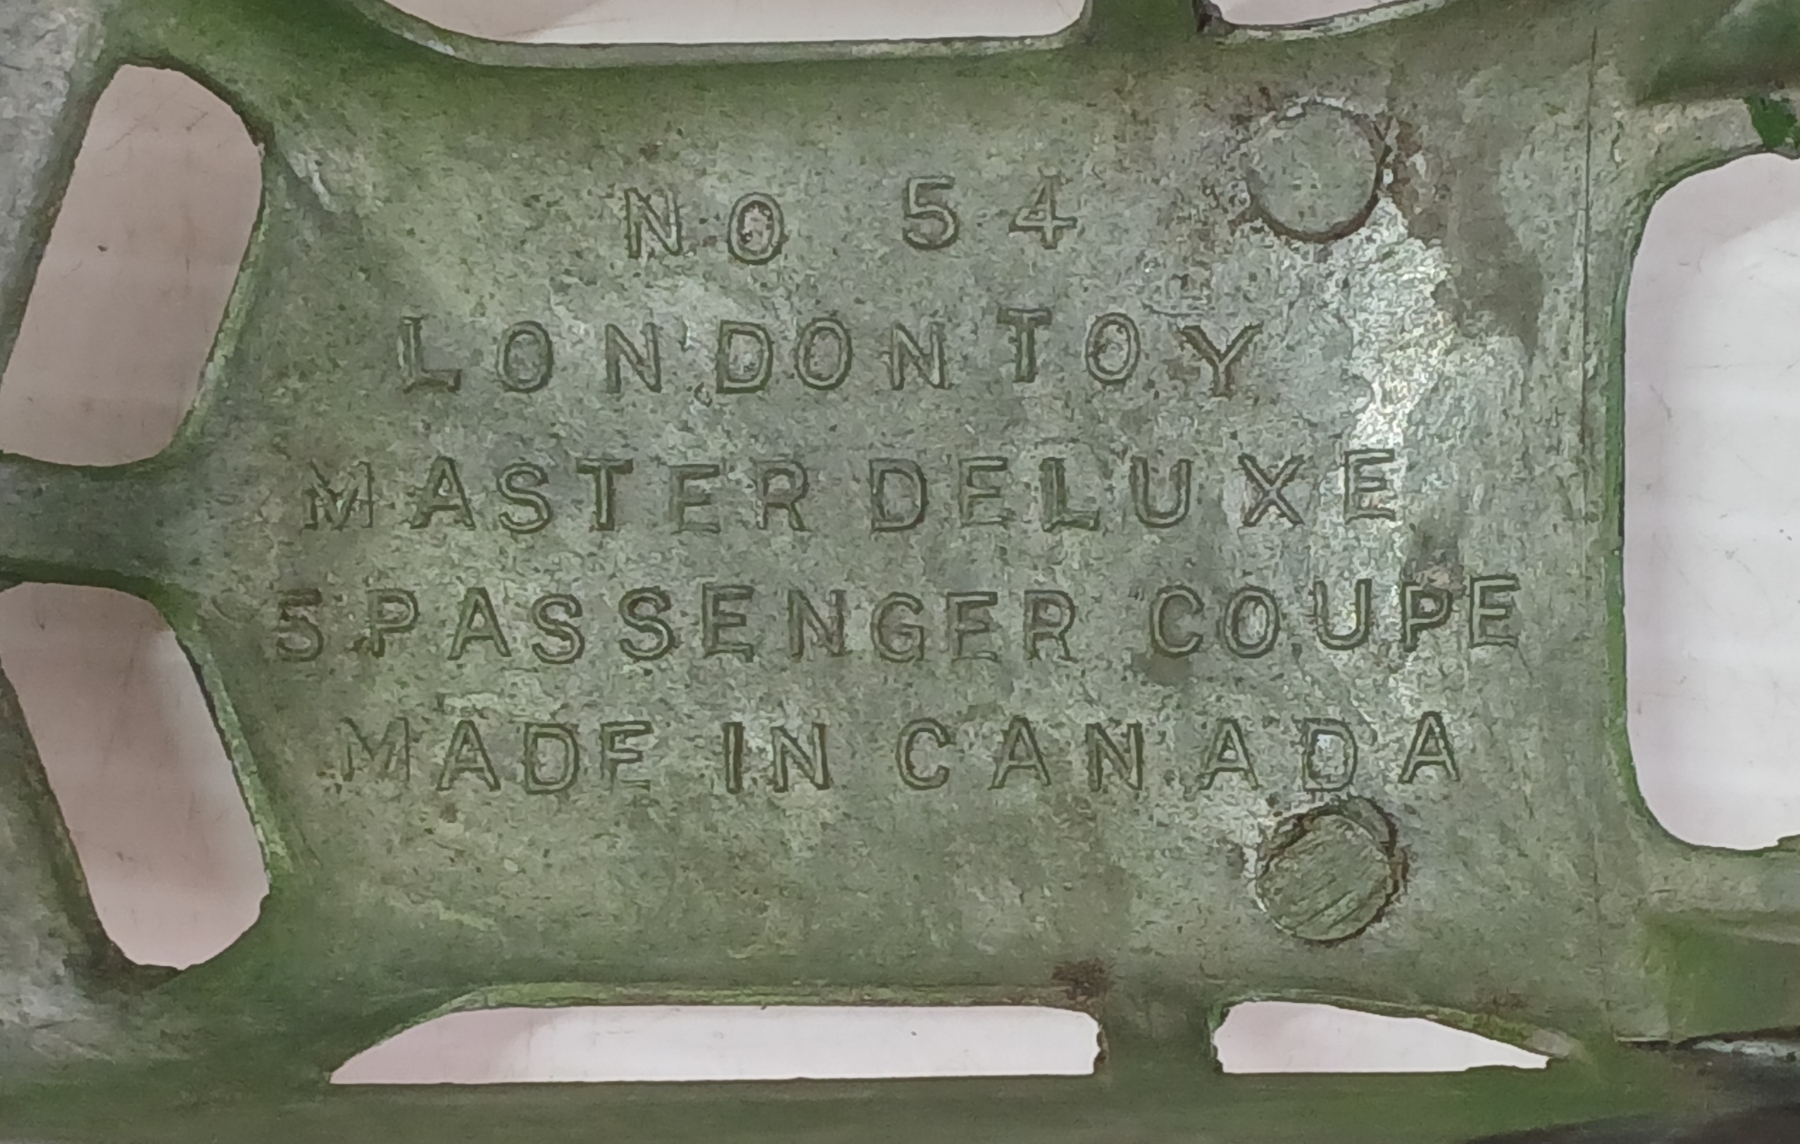 NO 54
LONDON TOY
MASTER DELUXE
5 PASSENGER COUPE
MADE IN CANADA